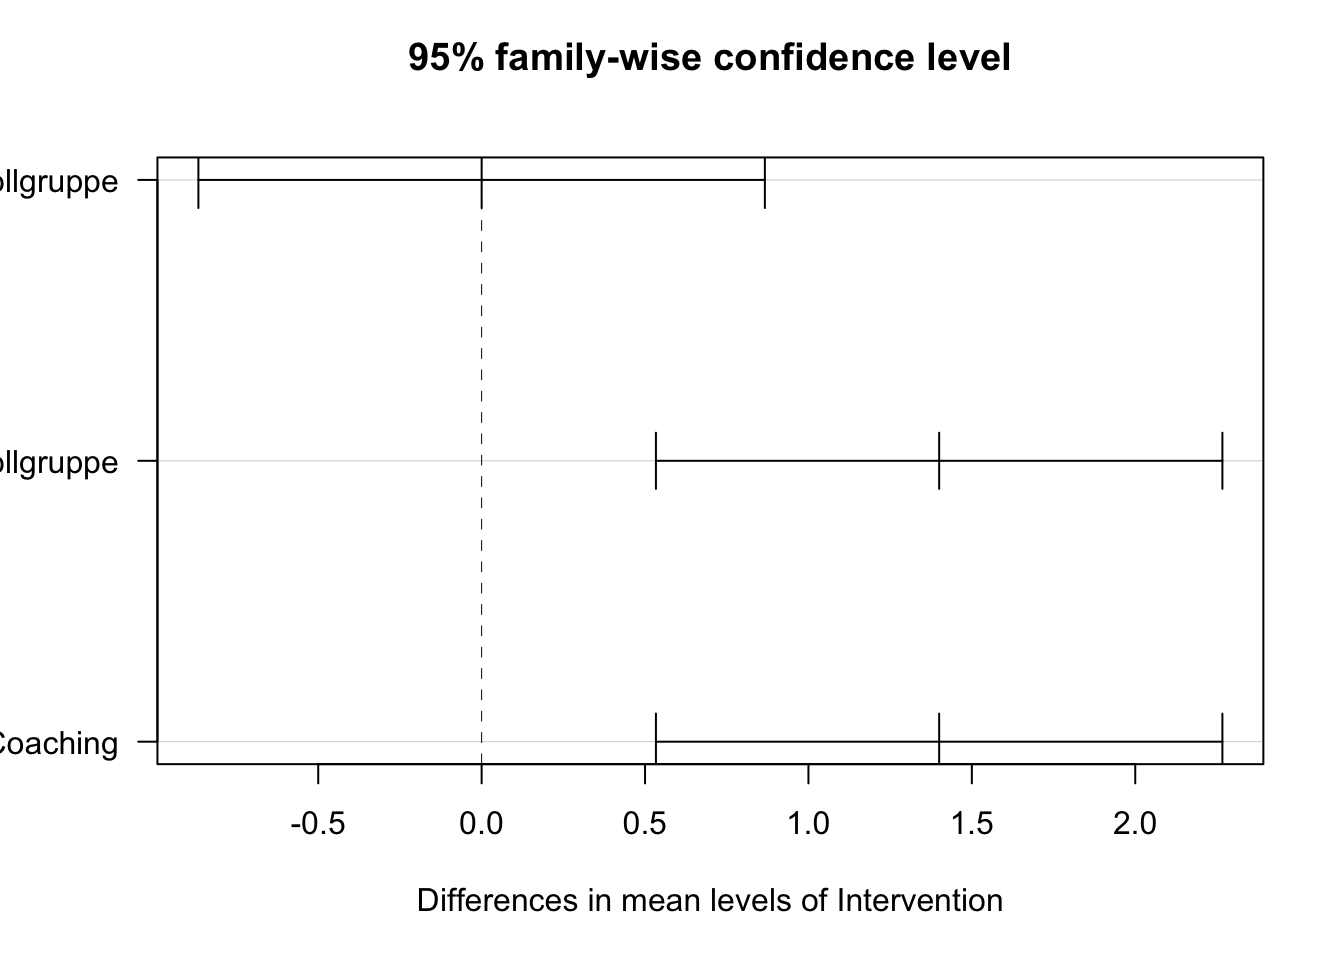 95% family-wise confidence level
ollgruppe
ollgruppe
Coaching
-0.5 0.0 0.5 1.0 1.5 2.0
Differences in mean levels of Intervention